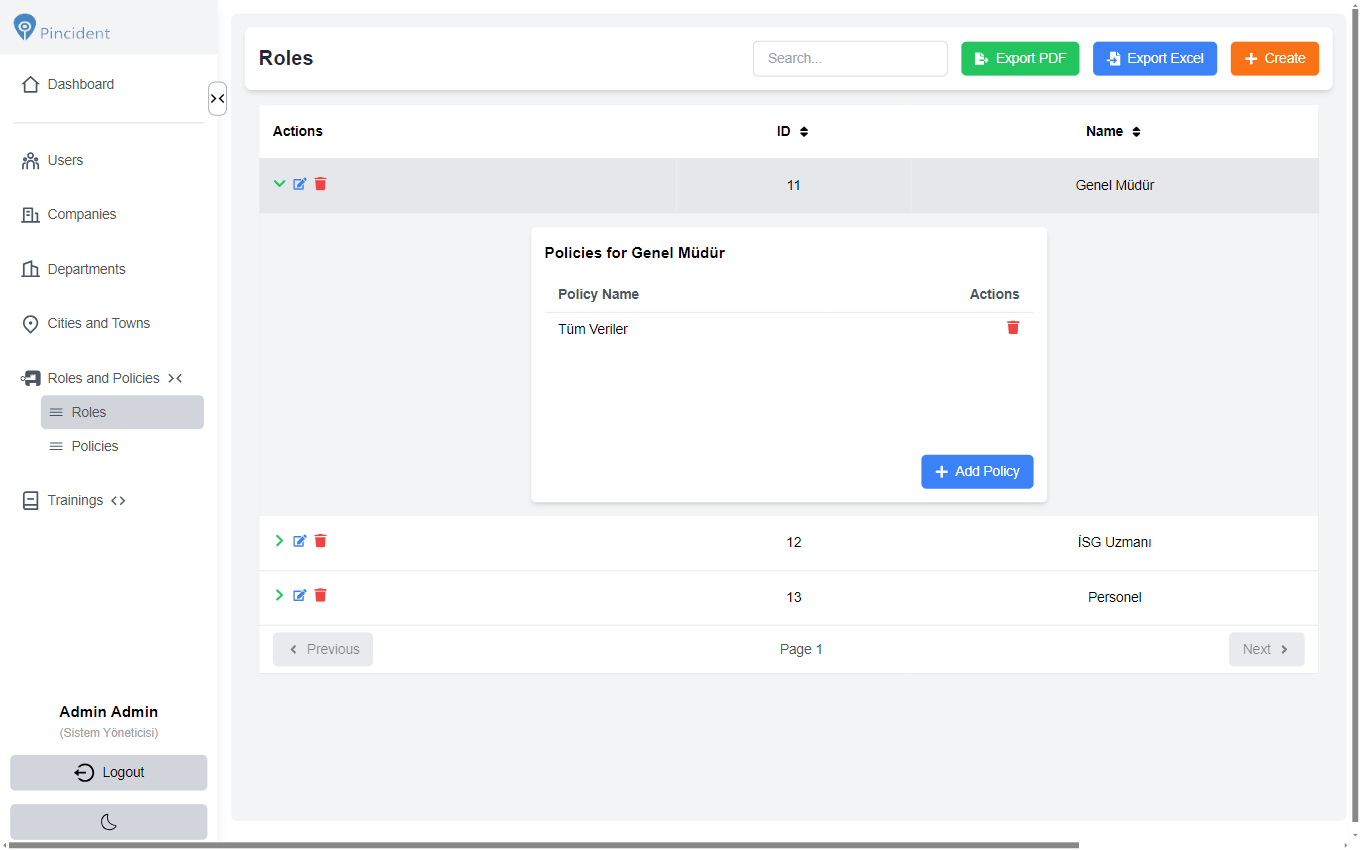 Pincident
Dashboard
Users
Companies
Departments
Cities and Towns
Roles and Policies
Roles
Policies
Trainings
Admin Admin
(Sistem Yöneticisi)
Logout
Roles
Search...
Export PDF
Export Excel
Create
Actions ID Name
11 Genel Müdür
Policies for Genel Müdür
Policy Name Actions
Tüm Veriler
Add Policy
12 İSG Uzmanı
13 Personel
Previous Page 1 Next